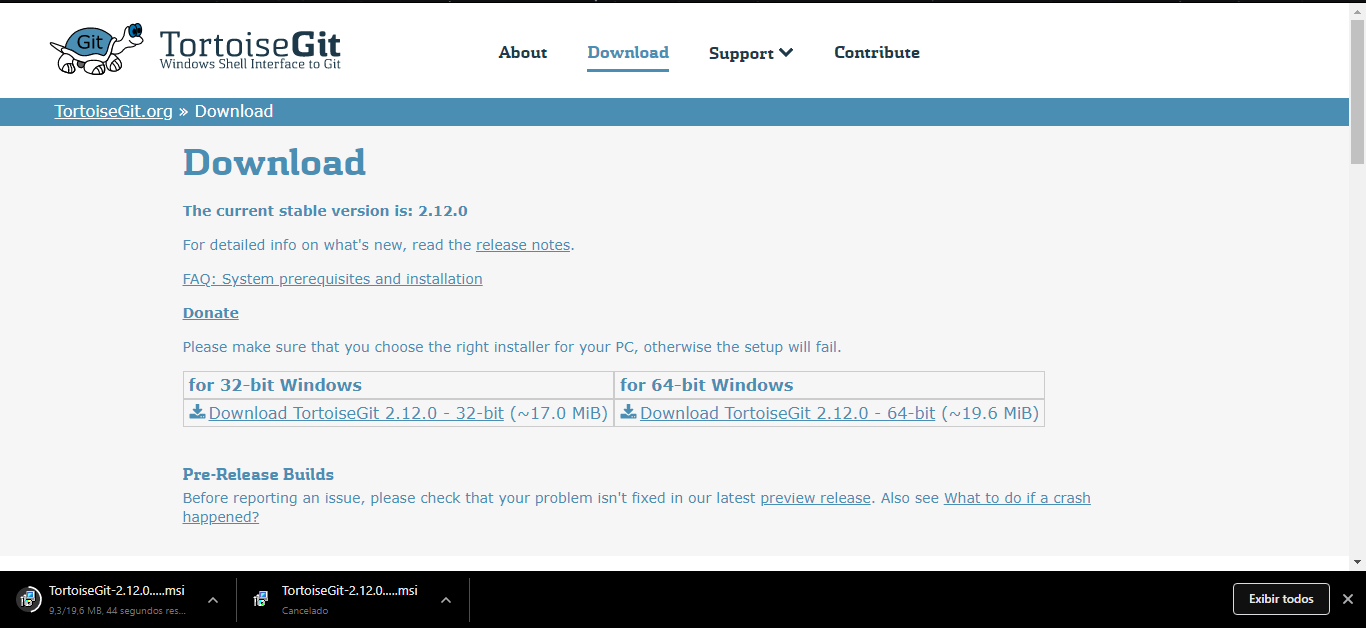 Git
TortoiseGit
Windows Shell Interface to Git
About
Download
Support
Contribute
TortoiseGit.org » Download
Download
The current stable version is: 2.12.0
For detailed info on what's new, read the release notes.
FAQ: System prerequisites and installation
Donate
Please make sure that you choose the right installer for your PC, otherwise the setup will fail.
for 32-bit Windows
for 64-bit Windows
Download TortoiseGit 2.12.0 - 32-bit (~17.0 MiB)
Download TortoiseGit 2.12.0 - 64-bit (~19.6 MiB)
Pre-Release Builds
Before reporting an issue, please check that your problem isn't fixed in our latest preview release. Also see What to do if a crash
happened?
TortoiseGit-2.12.0.....msi
9,3/19,6 MB, 44 segundos res...
TortoiseGit-2.12.0.....msi
Cancelado
Exibir todos